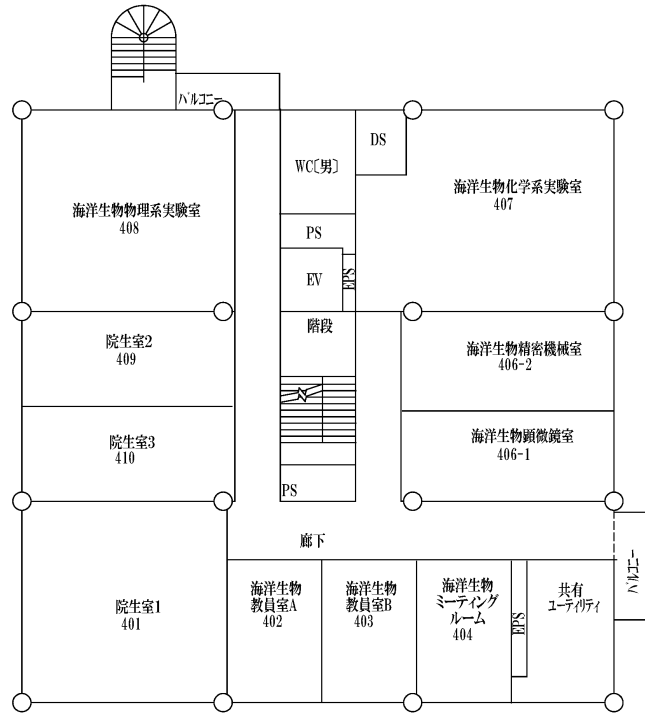 バルコニー
DS
WC〔男〕
海洋生物物理系実験室
408
海洋生物化学系実験室
407
PS
EV
EPS
階段
院生室2
409
海洋生物精密機械室
406-2
院生室3
410
海洋生物顕微鏡室
406-1
PS
廊下
バルコニー
院生室1
401
海洋生物
教員室A
402
海洋生物
教員室B
403
海洋生物
ミーティング
ルーム
404
EPS
共有
ユーティリティ